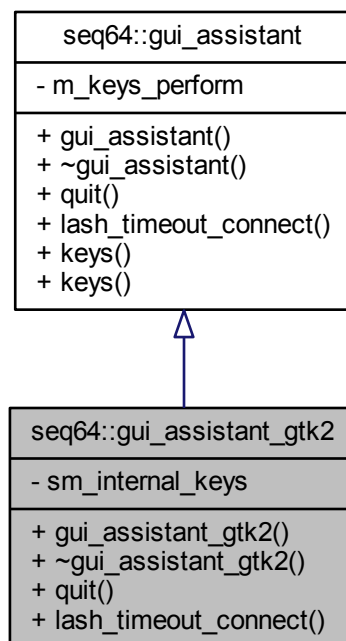 seq64::gui_assistant
- m_keys_perform
+ gui_assistant()
+ ~gui_assistant()
+ quit()
+ lash_timeout_connect()
+ keys()
+ keys()
seq64::gui_assistant_gtk2
- sm_internal_keys
+ gui_assistant_gtk2()
+ ~gui_assistant_gtk2()
+ quit()
+ lash_timeout_connect()